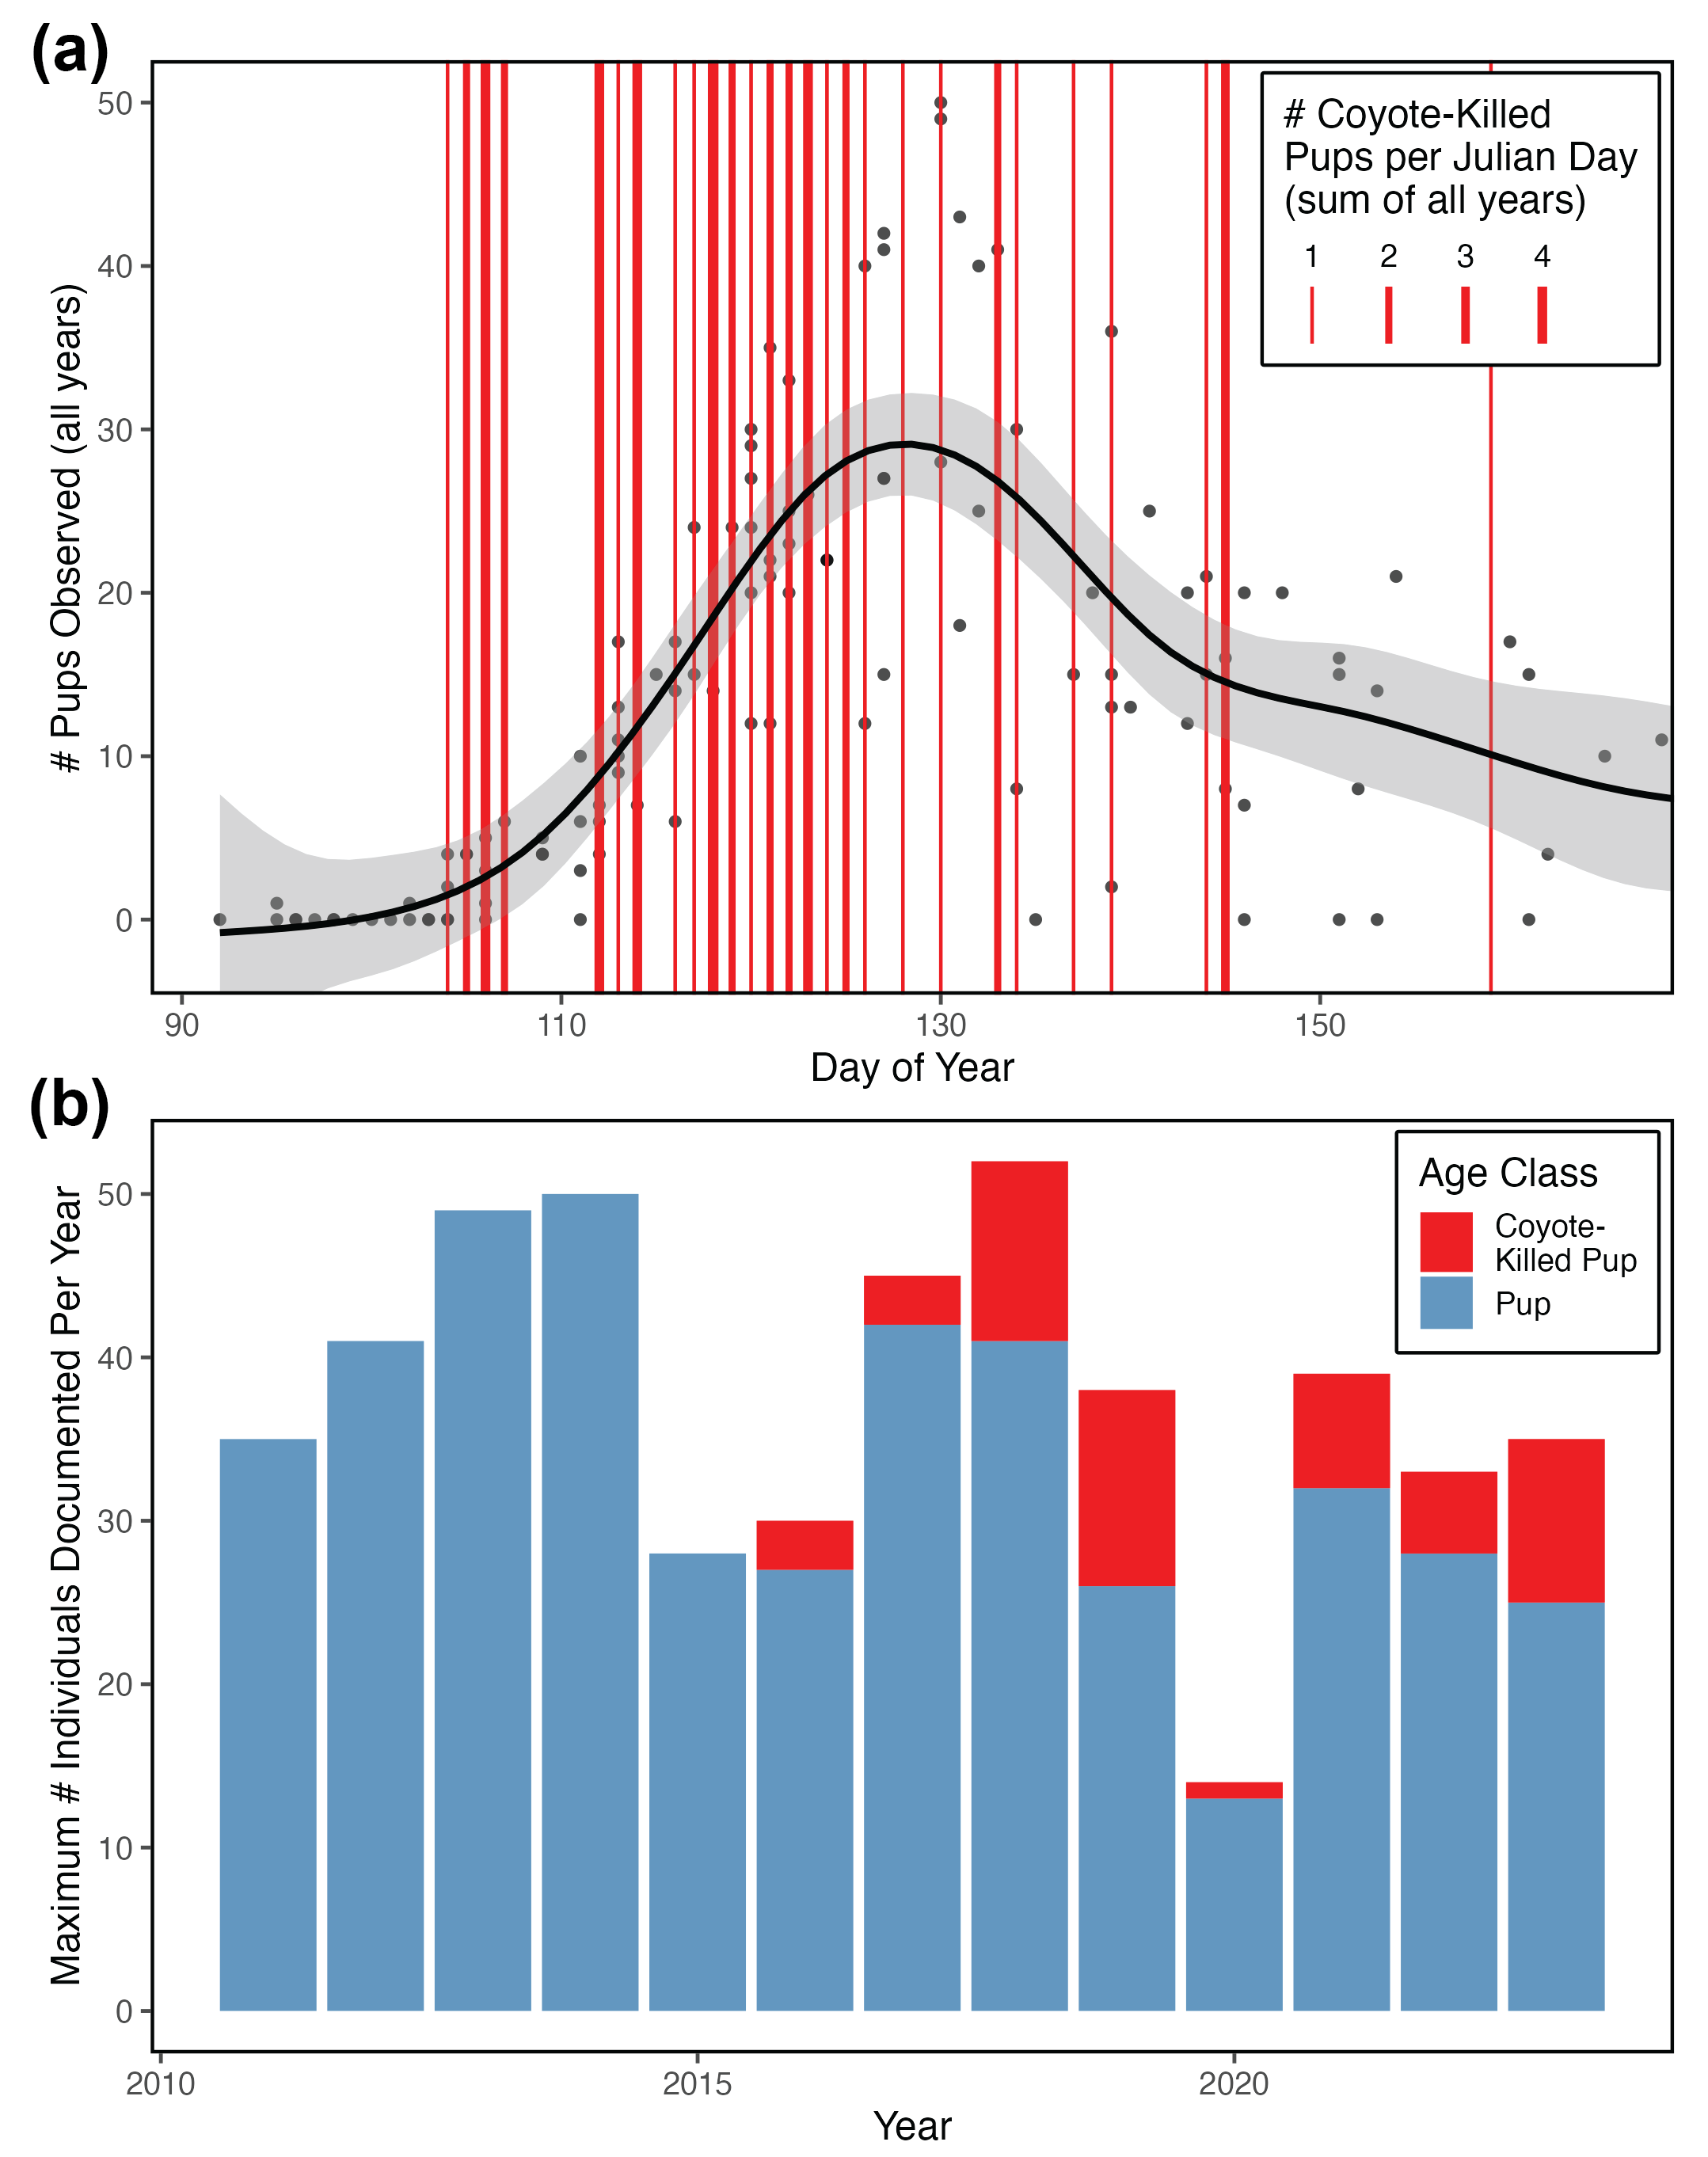 (a)
# Pups Observed (all years)
50
40
30
20
10
0
# Coyote-Killed
Pups per Julian Day
(sum of all years)
1 2 3 4
90 110 130 150
Day of Year
(b)
Maximum # Individuals Documented Per Year
50
40
30
20
10
0
Age Class
Coyote-
Killed Pup
Pup
2010 2015 2020
Year